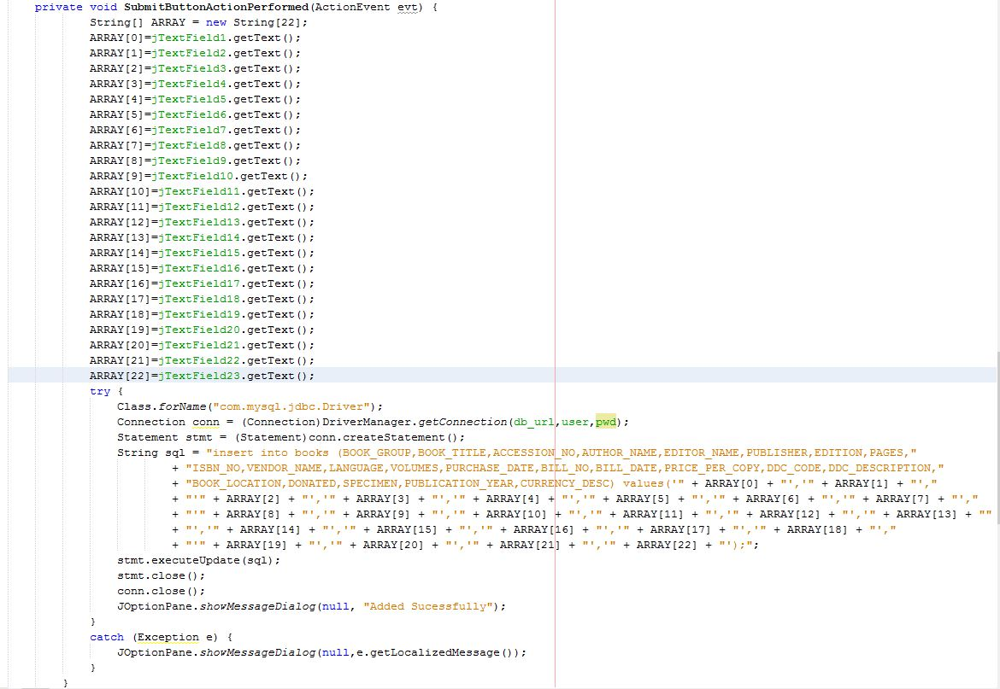 private void SubmitButtonActionPerformed(ActionEvent evt) {
String[] ARRAY = new String[22];
ARRAY[0]=jTextField1.getText();
ARRAY[1]=jTextField2.getText();
ARRAY[2]=jTextField3.getText();
ARRAY[3]=jTextField4.getText();
ARRAY[4]=jTextField5.getText();
ARRAY[5]=jTextField6.getText();
ARRAY[6]=jTextField7.getText();
ARRAY[7]=jTextField8.getText();
ARRAY[8]=jTextField9.getText();
ARRAY[9]=jTextField10.getText();
ARRAY[10]=jTextField11.getText();
ARRAY[11]=jTextField12.getText();
ARRAY[12]=jTextField13.getText();
ARRAY[13]=jTextField14.getText();
ARRAY[14]=jTextField15.getText();
ARRAY[15]=jTextField16.getText();
ARRAY[16]=jTextField17.getText();
ARRAY[17]=jTextField18.getText();
ARRAY[18]=jTextField19.getText();
ARRAY[19]=jTextField20.getText();
ARRAY[20]=jTextField21.getText();
ARRAY[21]=jTextField22.getText();
ARRAY[22]=jTextField23.getText();
try {
Class.forName("com.mysql.jdbc.Driver");
Connection conn = (Connection)DriverManager.getConnection(db_url,user,pwd);
Statement stmt = (Statement)conn.createStatement();
String sql = "insert into books (BOOK_GROUP,BOOK_TITLE,ACCESSION_NO,AUTHOR_NAME,EDITOR_NAME,PUBLISHER,EDITION,PAGES,"
+ "ISBN_NO,VENDOR_NAME,LANGUAGE,VOLUMES,PURCHASE_DATE,BILL_NO,BILL_DATE,PRICE_PER_COPY,DDC_CODE,DDC_DESCRIPTION,"
+ "BOOK_LOCATION,DONATED,SPECIMEN,PUBLICATION_YEAR,CURRENCY_DESC) values('" + ARRAY[0] + "','" + ARRAY[1] + "',"
+ "'" + ARRAY[2] + "','" + ARRAY[3] + "','" + ARRAY[4] + "','" + ARRAY[5] + "','" + ARRAY[6] + "','" + ARRAY[7] + "',"
+ "'" + ARRAY[8] + "','" + ARRAY[9] + "','" + ARRAY[10] + "','" + ARRAY[11] + "','" + ARRAY[12] + "','" + ARRAY[13] + ""
+ "','" + ARRAY[14] + "','" + ARRAY[15] + "','" + ARRAY[16] + "','" + ARRAY[17] + "','" + ARRAY[18] + "',"
+ "'" + ARRAY[19] + "','" + ARRAY[20] + "','" + ARRAY[21] + "','" + ARRAY[22] + "');";
stmt.executeUpdate(sql);
stmt.close();
conn.close();
JOptionPane.showMessageDialog(null, "Added Sucessfully");
}
catch (Exception e) {
JOptionPane.showMessageDialog(null,e.getLocalizedMessage());
}
}